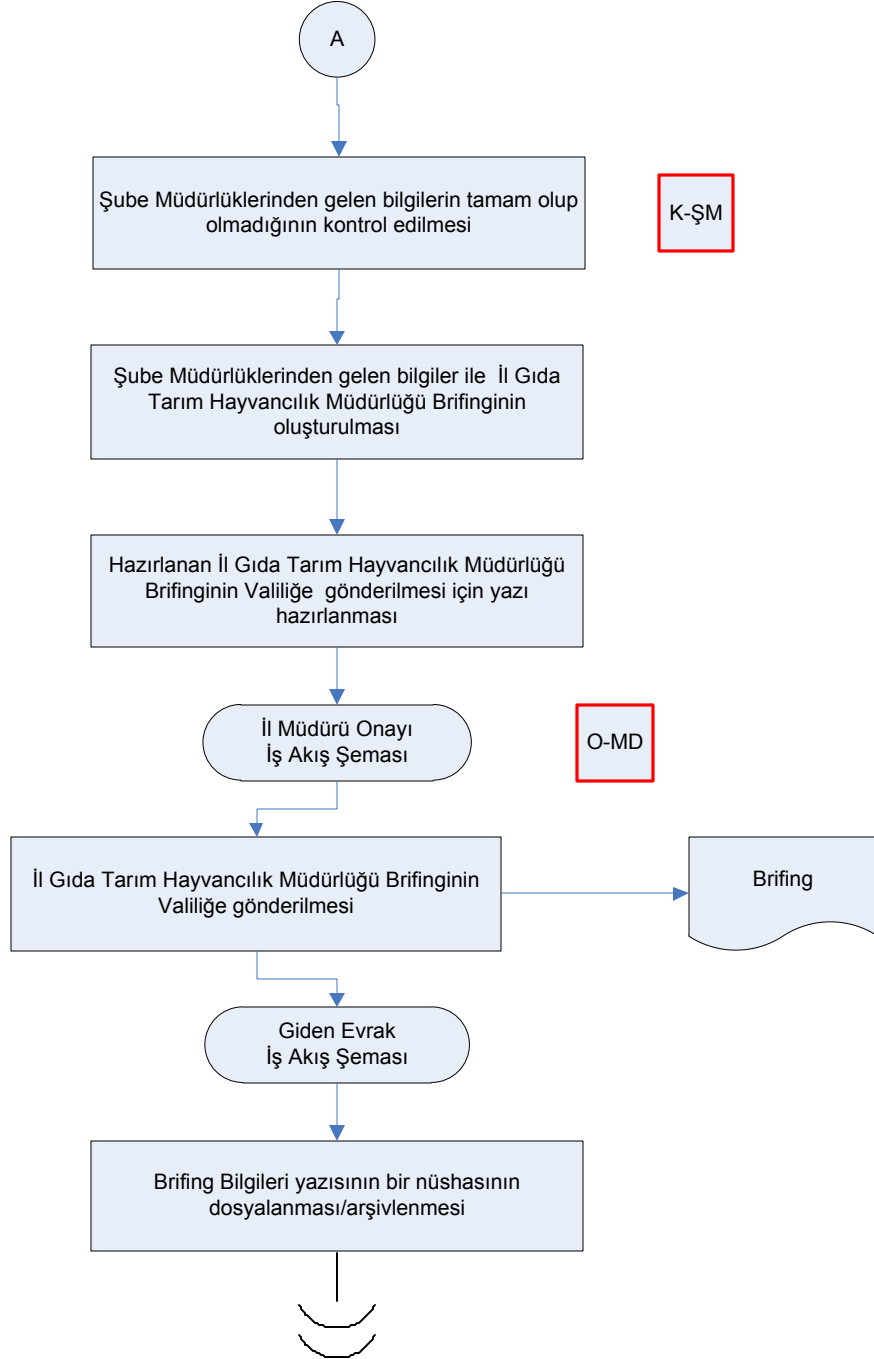 A
Şube Müdürlüklerinden gelen bilgilerin tamam olup
olmadığının kontrol edilmesi
K-ŞM
Şube Müdürlüklerinden gelen bilgiler ile İl Gıda
Tarım Hayvancılık Müdürlüğü Brifinginin
oluşturulması
Hazırlanan İl Gıda Tarım Hayvancılık Müdürlüğü
Brifinginin Valiliğe gönderilmesi için yazı
hazırlanması
İl Müdürü Onayı
İş Akış Şeması
O-MD
İl Gıda Tarım Hayvancılık Müdürlüğü Brifinginin
Valiliğe gönderilmesi
Brifing
Giden Evrak
İş Akış Şeması
Brifing Bilgileri yazısının bir nüshasının
dosyalanması/arşivlenmesi